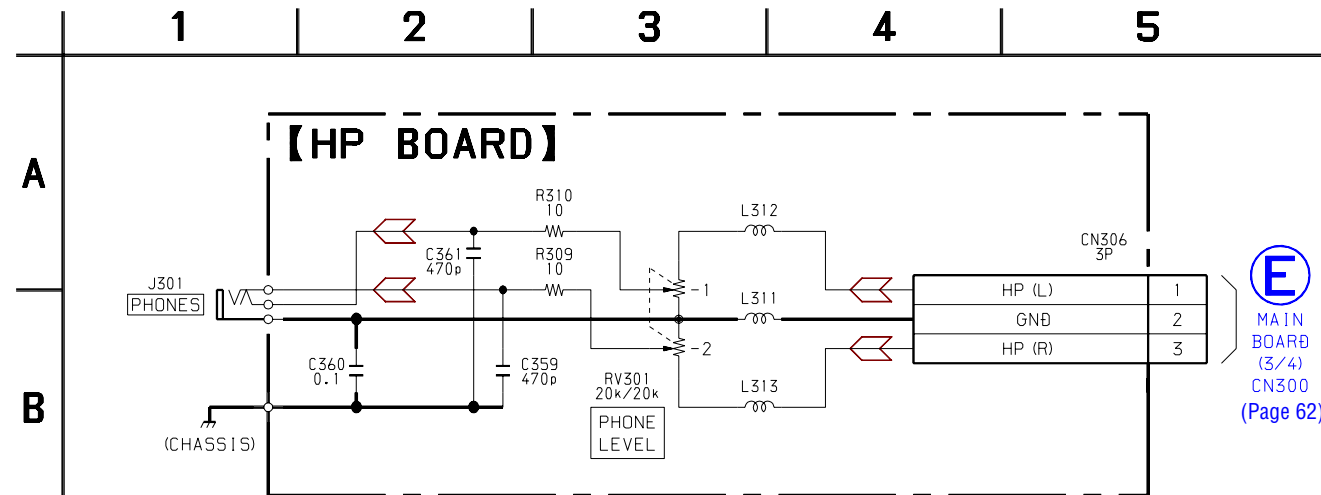 1 2 3 4 5
A
B
【HP BOARD】
R310
10
L312
C361
470p
R309
10
CN306
3P
J301
PHONES
-1
L311
HP (L) 1
GND 2
HP (R) 3
E
MAIN
BOARD
(3/4)
CN300
(Page 62)
-2
C360
0.1
C359
470p
RV301
20k/20k
L313
PHONE
LEVEL
(CHASSIS)